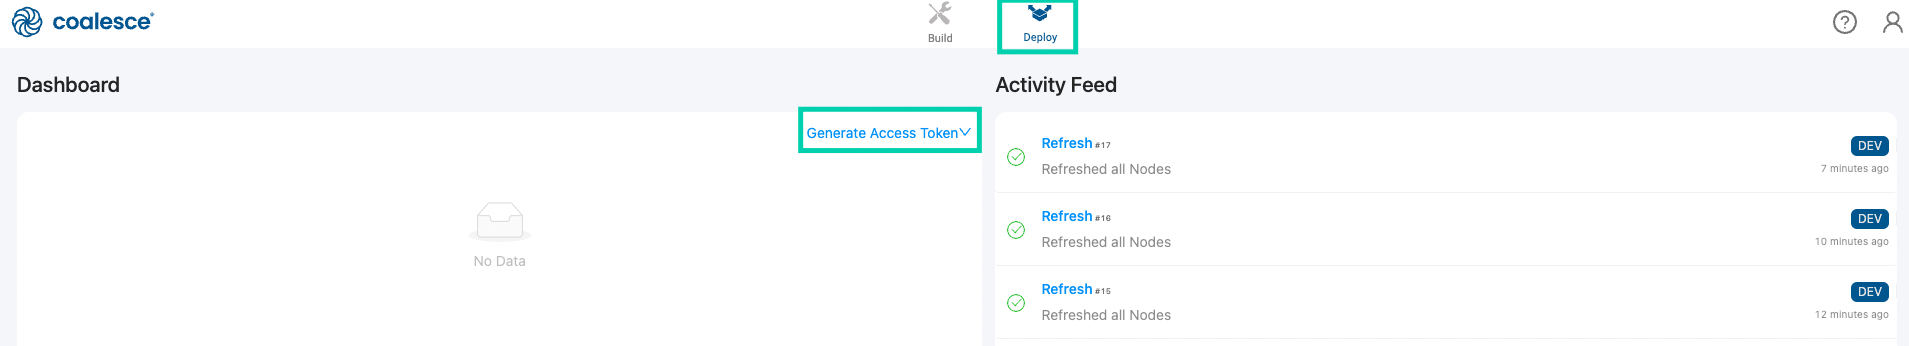 coalesce
Build
Deploy
Dashboard
Generate Access Token
No Data
Activity Feed
Refresh #17
DEV
Refreshed all Nodes
7 minutes ago
Refresh #16
DEV
Refreshed all Nodes
10 minutes ago
Refresh #15
DEV
Refreshed all Nodes
12 minutes ago